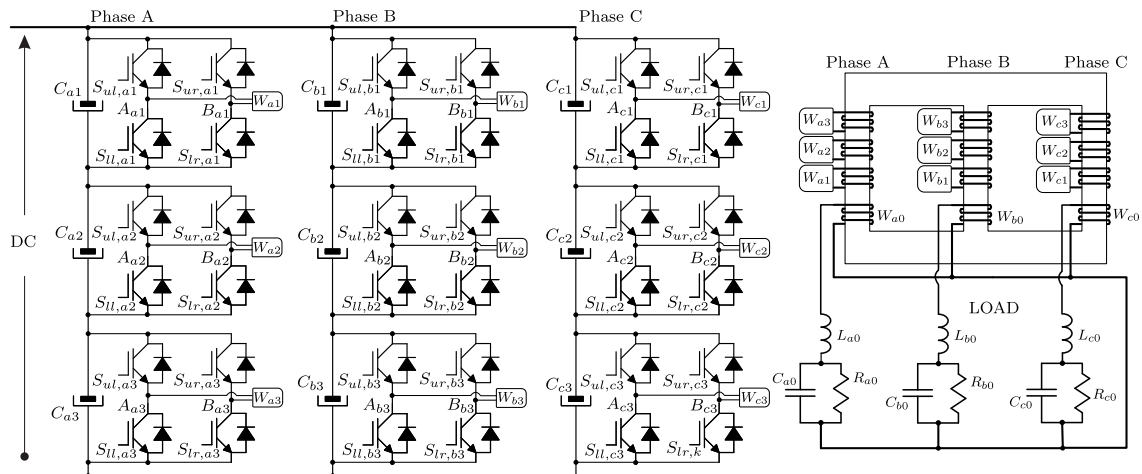 Phase A
Phase B
Phase C
S_{ul,a1}
S_{ur,a1}
C_{a1}
A_{a1}
B_{a1}
W_{a1}
S_{ll,a1}
S_{lr,a1}
S_{ul,b1}
S_{ur,b1}
C_{b1}
A_{b1}
B_{b1}
W_{b1}
S_{ll,b1}
S_{lr,b1}
S_{ul,c1}
S_{ur,c1}
C_{c1}
A_{c1}
B_{c1}
W_{c1}
S_{ll,c1}
S_{lr,c1}
DC
S_{ul,a2}
S_{ur,a2}
C_{a2}
A_{a2}
B_{a2}
W_{a2}
S_{ll,a2}
S_{lr,a2}
S_{ul,b2}
S_{ur,b2}
C_{b2}
A_{b2}
B_{b2}
W_{b2}
S_{ll,b2}
S_{lr,b2}
S_{ul,c2}
S_{ur,c2}
C_{c2}
A_{c2}
B_{c2}
W_{c2}
S_{ll,c2}
S_{lr,c2}
S_{ul,a3}
S_{ur,a3}
C_{a3}
A_{a3}
B_{a3}
W_{a3}
S_{ll,a3}
S_{lr,a3}
S_{ul,b3}
S_{ur,b3}
C_{b3}
A_{b3}
B_{b3}
W_{b3}
S_{ll,b3}
S_{lr,b3}
S_{ul,c3}
S_{ur,c3}
C_{c3}
A_{c3}
B_{c3}
W_{c3}
S_{ll,c3}
S_{lr,k}
Phase A
Phase B
Phase C
W_{a3}
W_{b3}
W_{c3}
W_{a2}
W_{b2}
W_{c2}
W_{a1}
W_{b1}
W_{c1}
W_{a0}
W_{b0}
W_{c0}
LOAD
L_{a0}
L_{b0}
L_{c0}
C_{a0}
R_{a0}
C_{b0}
R_{b0}
C_{c0}
R_{c0}